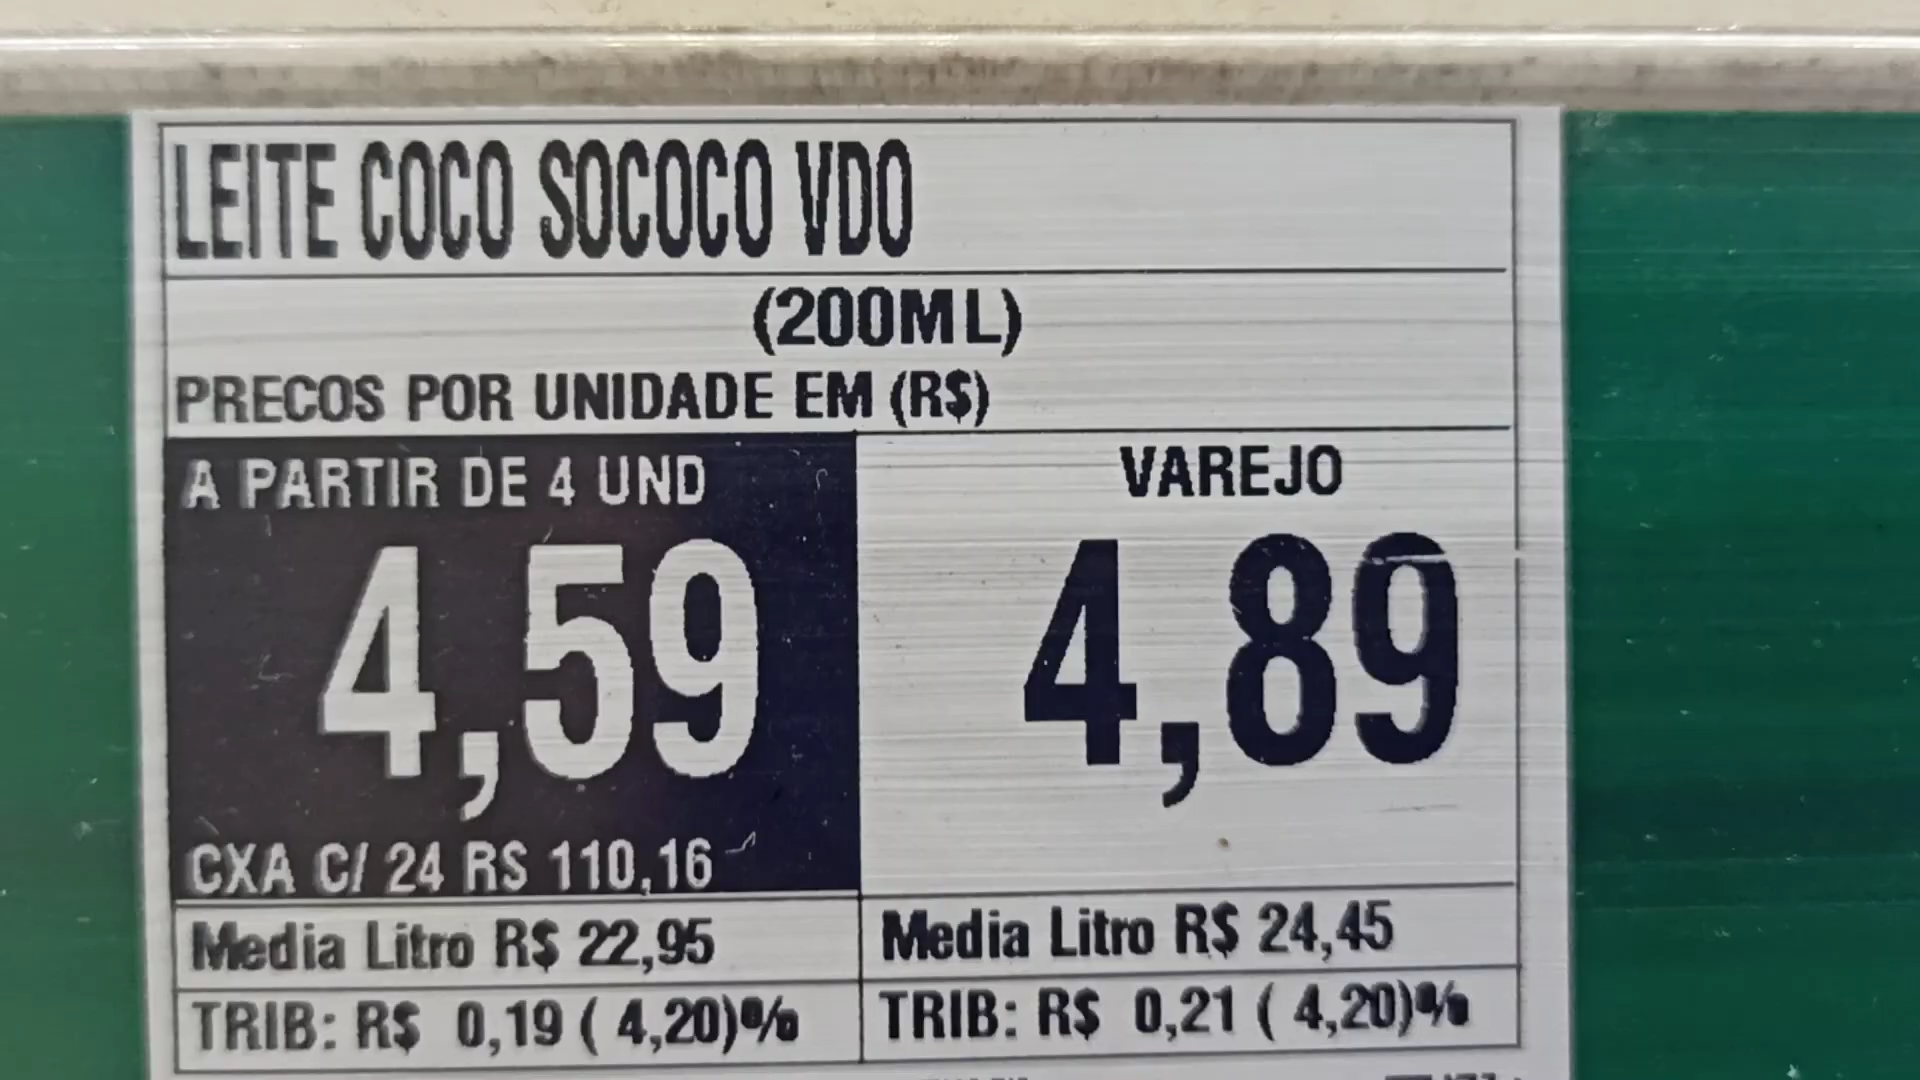 LEITE COCO SOCOCO VDO
(200ML)
PRECOS POR UNIDADE EM (R$)
A PARTIR DE 4 UND
4,59
CXA C/ 24 R$ 110,16
Media Litro R$ 22,95
TRIB: R$ 0,19 ( 4,20)%
VAREJO
4,89
Media Litro R$ 24,45
TRIB: R$ 0,21 ( 4,20)%